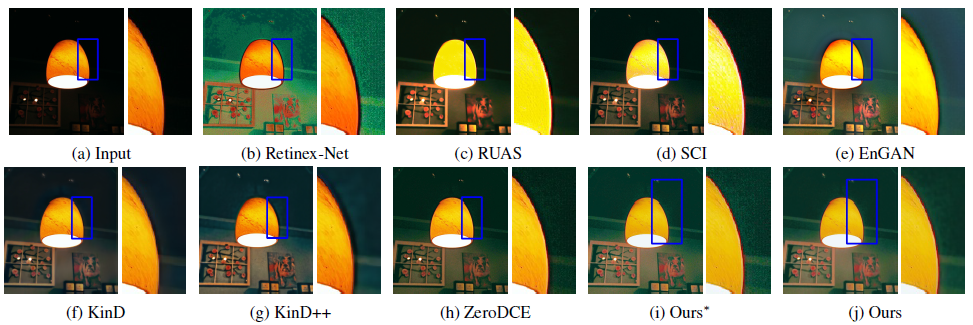 (a) Input
(b) Retinex-Net
(c) RUAS
(d) SCI
(e) EnGAN
(f) KinD
(g) KinD++
(h) ZeroDCE
(i) Ours*
(j) Ours